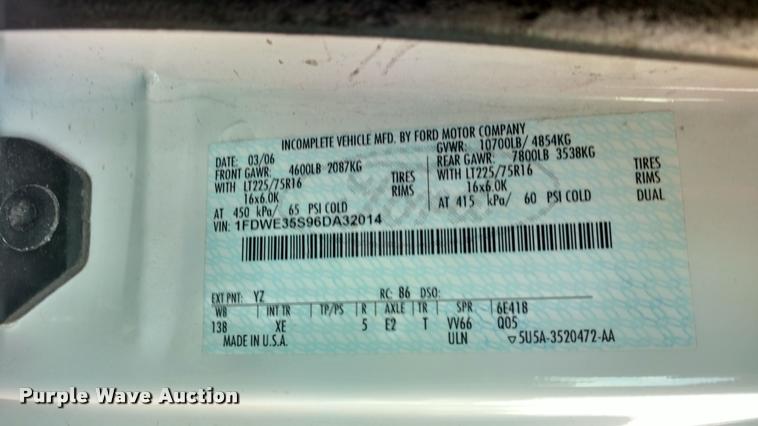 INCOMPLETE VEHICLE MFD. BY FORD MOTOR COMPANY
DATE: 03/06 GVWR: 10700LB/ 4854KG
FRONT GAWR: 4600LB 2087KG REAR GAWR: 7800LB 3538KG
WITH LT225/75R16 TIRES WITH LT225/75R16 TIRES
16x6.0K RIMS 16x6.0K RIMS
AT 450 kPa/ 65 PSI COLD AT 415 kPa/ 60 PSI COLD DUAL
VIN: 1FDWE35S96DA32014
EXT PNT: YZ RC: 86 DSO:
WB INT TR TP/PS R AXLE TR SPR 6E418
138 XE 5 E2 T VV66 Q05
MADE IN U.S.A. ULN ▽5U5A-3520472-AA
Purple Wave Auction